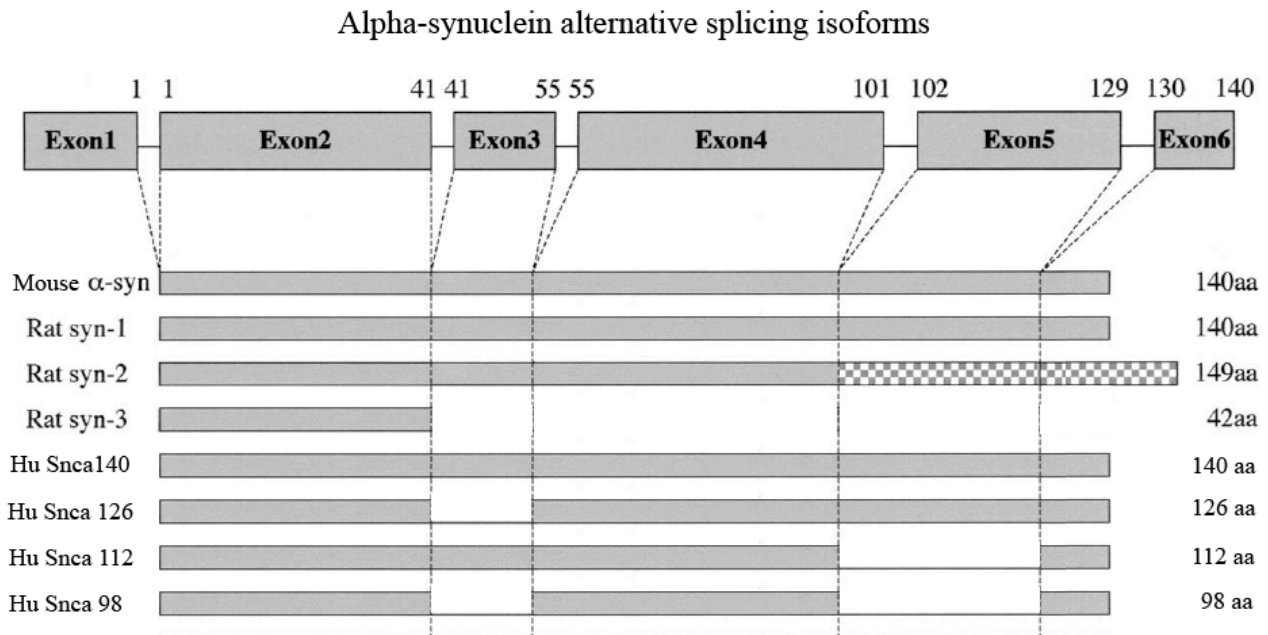 Alpha-synuclein alternative splicing isoforms
1 1 41 41 55 55 101 102 129 130 140
Exon1 Exon2 Exon3 Exon4 Exon5 Exon6
Mouse α-syn 140aa
Rat syn-1 140aa
Rat syn-2 149aa
Rat syn-3 42aa
Hu Snca140 140 aa
Hu Snca 126 126 aa
Hu Snca 112 112 aa
Hu Snca 98 98 aa